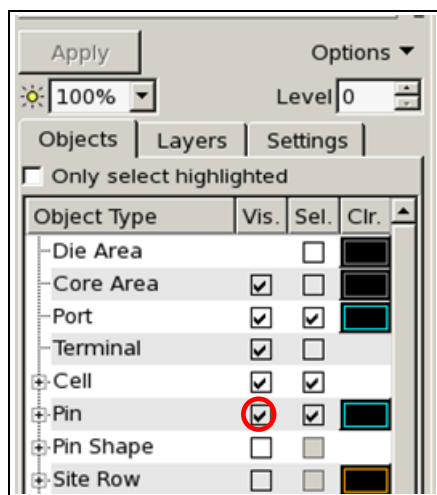 Apply Options
100% Level 0
Objects Layers Settings
Only select highlighted
Object Type Vis. Sel. Clr.
Die Area
Core Area
Port
Terminal
Cell
Pin
Pin Shape
Site Row